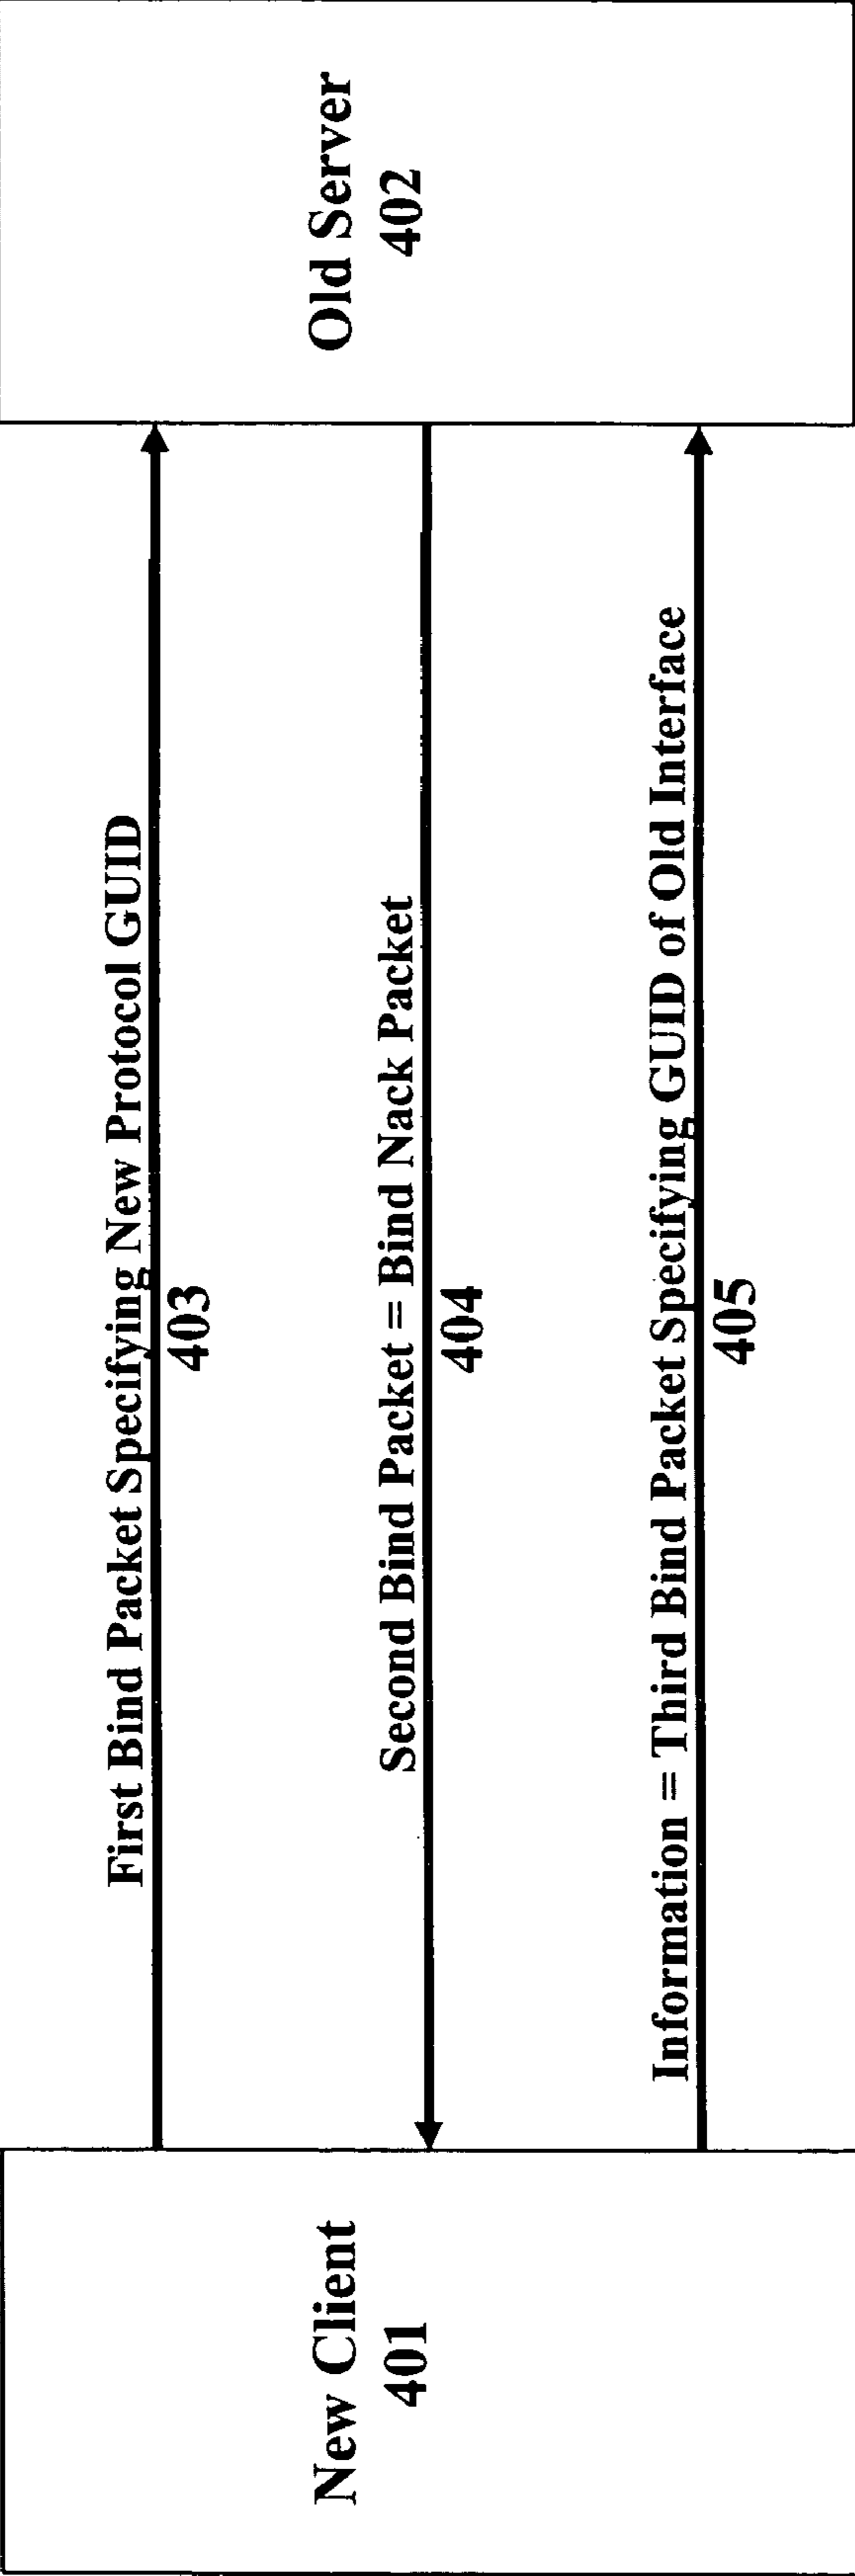 New Client
401
First Bind Packet Specifying New Protocol GUID
403
Second Bind Packet = Bind Nack Packet
404
Information = Third Bind Packet Specifying GUID of Old Interface
405
Old Server
402